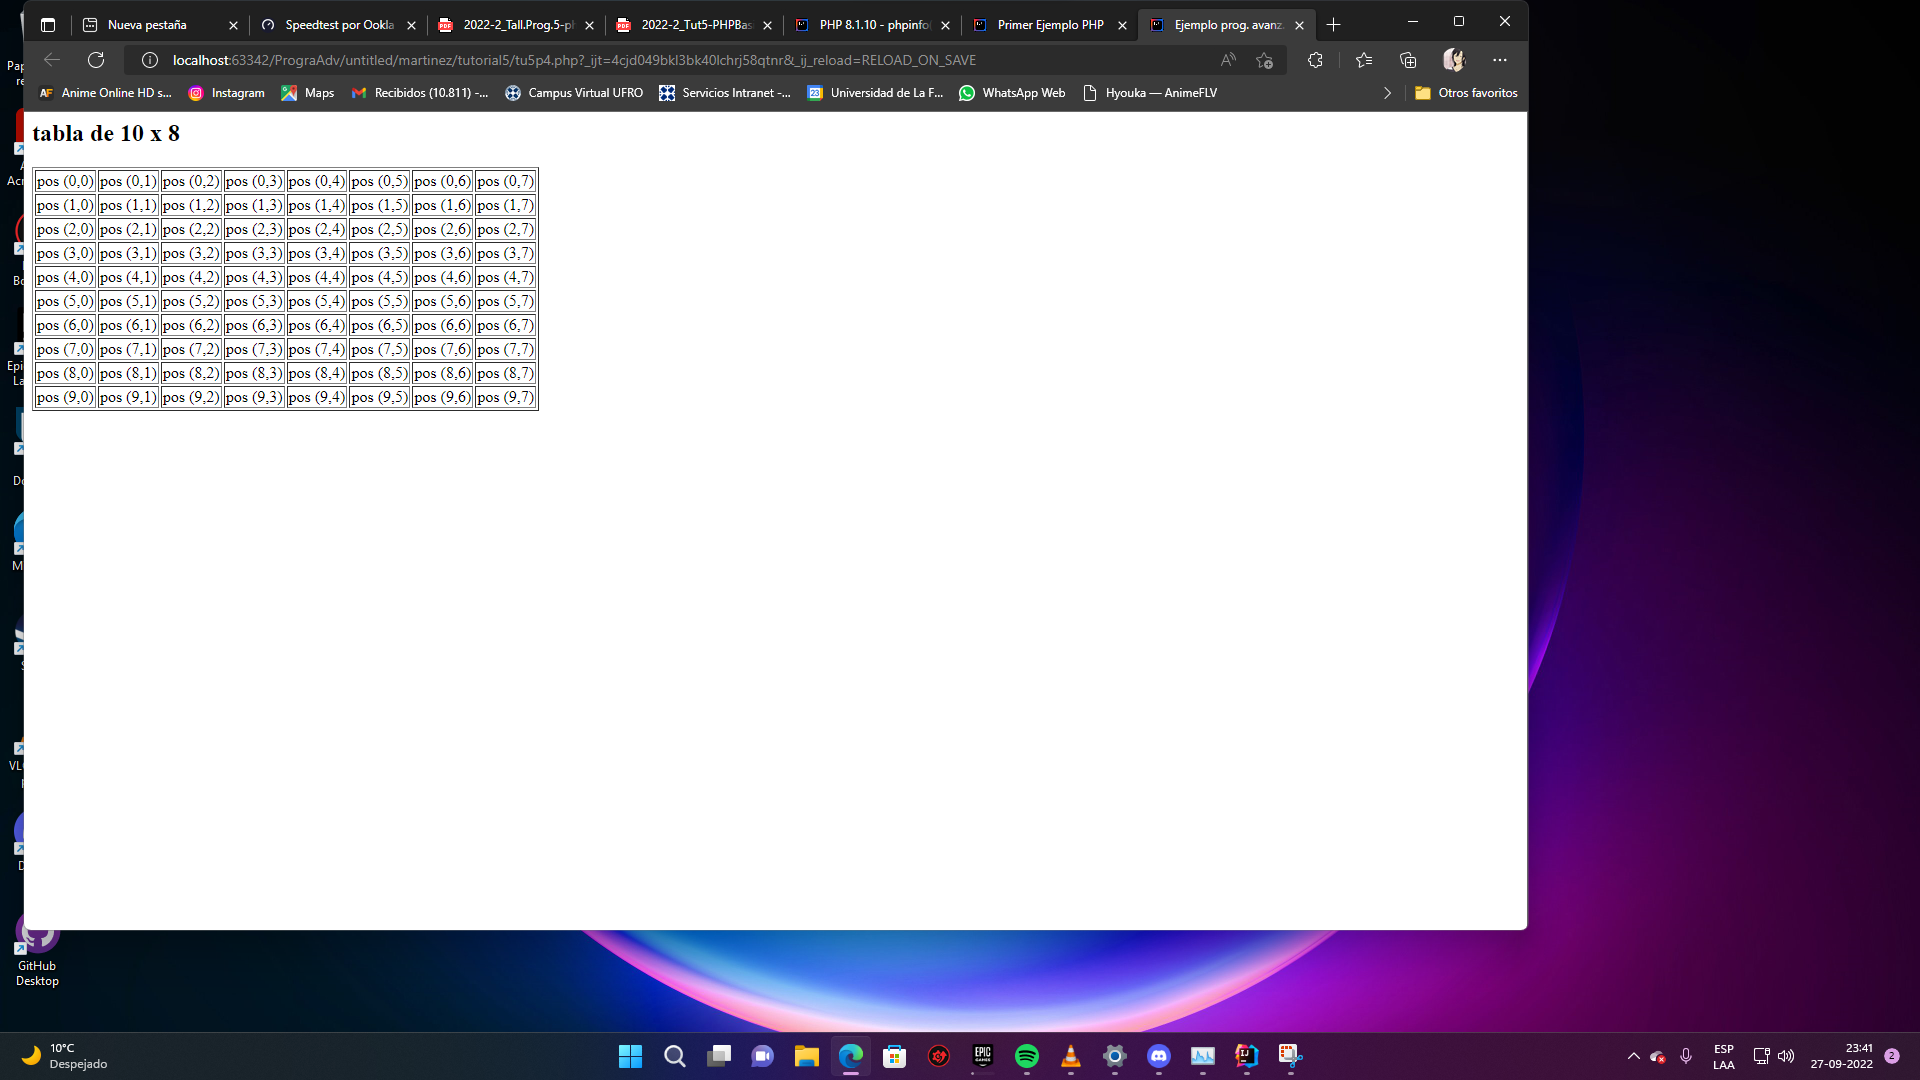 Nueva pestaña
Speedtest por Ookla
2022-2_Tall.Prog.5-pl
2022-2_Tut5-PHPBas
PHP 8.1.10 - phpinfo(
Primer Ejemplo PHP
Ejemplo prog. avanz.
localhost:63342/PrograAdv/untitled/martinez/tutorial5/tu5p4.php?_ijt=4cjd049bkl3bk40lchrj58qtnr&_ij_reload=RELOAD_ON_SAVE
Anime Online HD s...
Instagram
Maps
Recibidos (10.811) -...
Campus Virtual UFRO
Servicios Intranet -...
Universidad de La F...
WhatsApp Web
Hyouka — AnimeFLV
Otros favoritos
tabla de 10 x 8
pos (0,0) pos (0,1) pos (0,2) pos (0,3) pos (0,4) pos (0,5) pos (0,6) pos (0,7)
pos (1,0) pos (1,1) pos (1,2) pos (1,3) pos (1,4) pos (1,5) pos (1,6) pos (1,7)
pos (2,0) pos (2,1) pos (2,2) pos (2,3) pos (2,4) pos (2,5) pos (2,6) pos (2,7)
pos (3,0) pos (3,1) pos (3,2) pos (3,3) pos (3,4) pos (3,5) pos (3,6) pos (3,7)
pos (4,0) pos (4,1) pos (4,2) pos (4,3) pos (4,4) pos (4,5) pos (4,6) pos (4,7)
pos (5,0) pos (5,1) pos (5,2) pos (5,3) pos (5,4) pos (5,5) pos (5,6) pos (5,7)
pos (6,0) pos (6,1) pos (6,2) pos (6,3) pos (6,4) pos (6,5) pos (6,6) pos (6,7)
pos (7,0) pos (7,1) pos (7,2) pos (7,3) pos (7,4) pos (7,5) pos (7,6) pos (7,7)
pos (8,0) pos (8,1) pos (8,2) pos (8,3) pos (8,4) pos (8,5) pos (8,6) pos (8,7)
pos (9,0) pos (9,1) pos (9,2) pos (9,3) pos (9,4) pos (9,5) pos (9,6) pos (9,7)
GitHub
Desktop
10°C
Despejado
EPIC
GAMES
ESP
LAA
23:41
27-09-2022
2